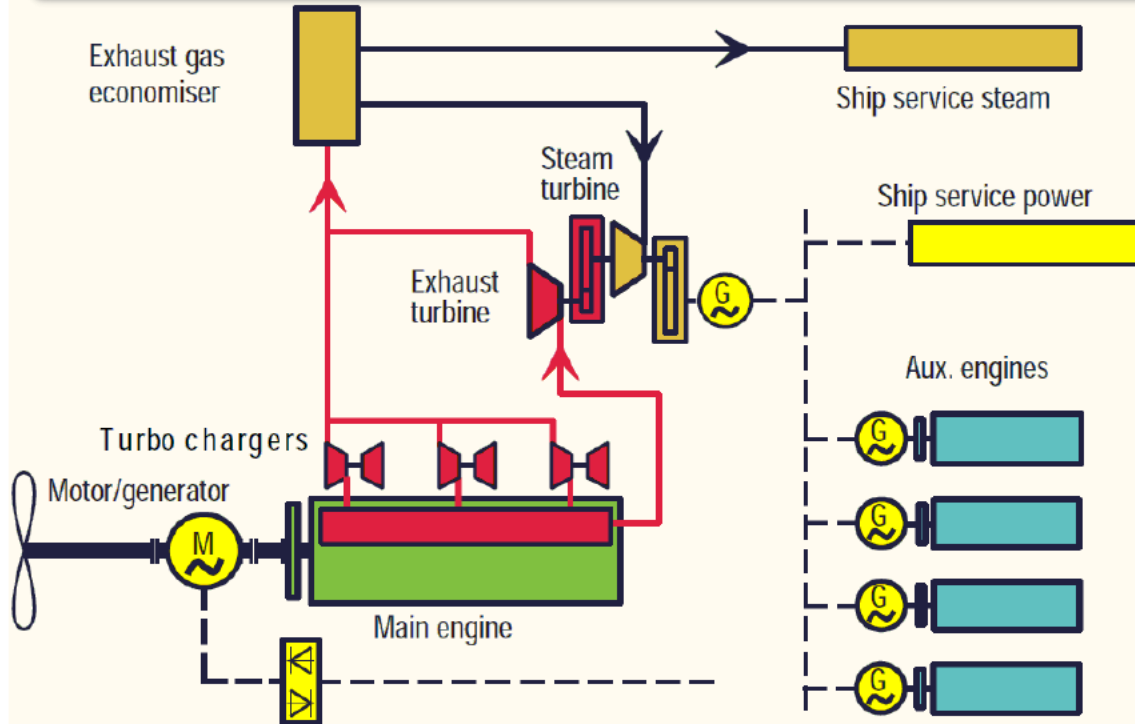 Exhaust gas
economiser
Ship service steam
Steam
turbine
Ship service power
Exhaust
turbine
G
Aux. engines
Turbo chargers
G
Motor/generator
G
M
G
Main engine
G